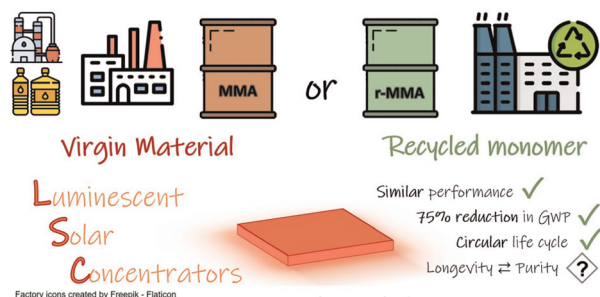 MMA
or
r-MMA
Virgin Material
Recycled monomer
Luminescent
Solar
Concentrators
Similar performance ✓
75% reduction in GWP ✓
Circular life cycle ✓
Longevity ⇄ Purity ?
Factory icons created by Freepik - Flaticon